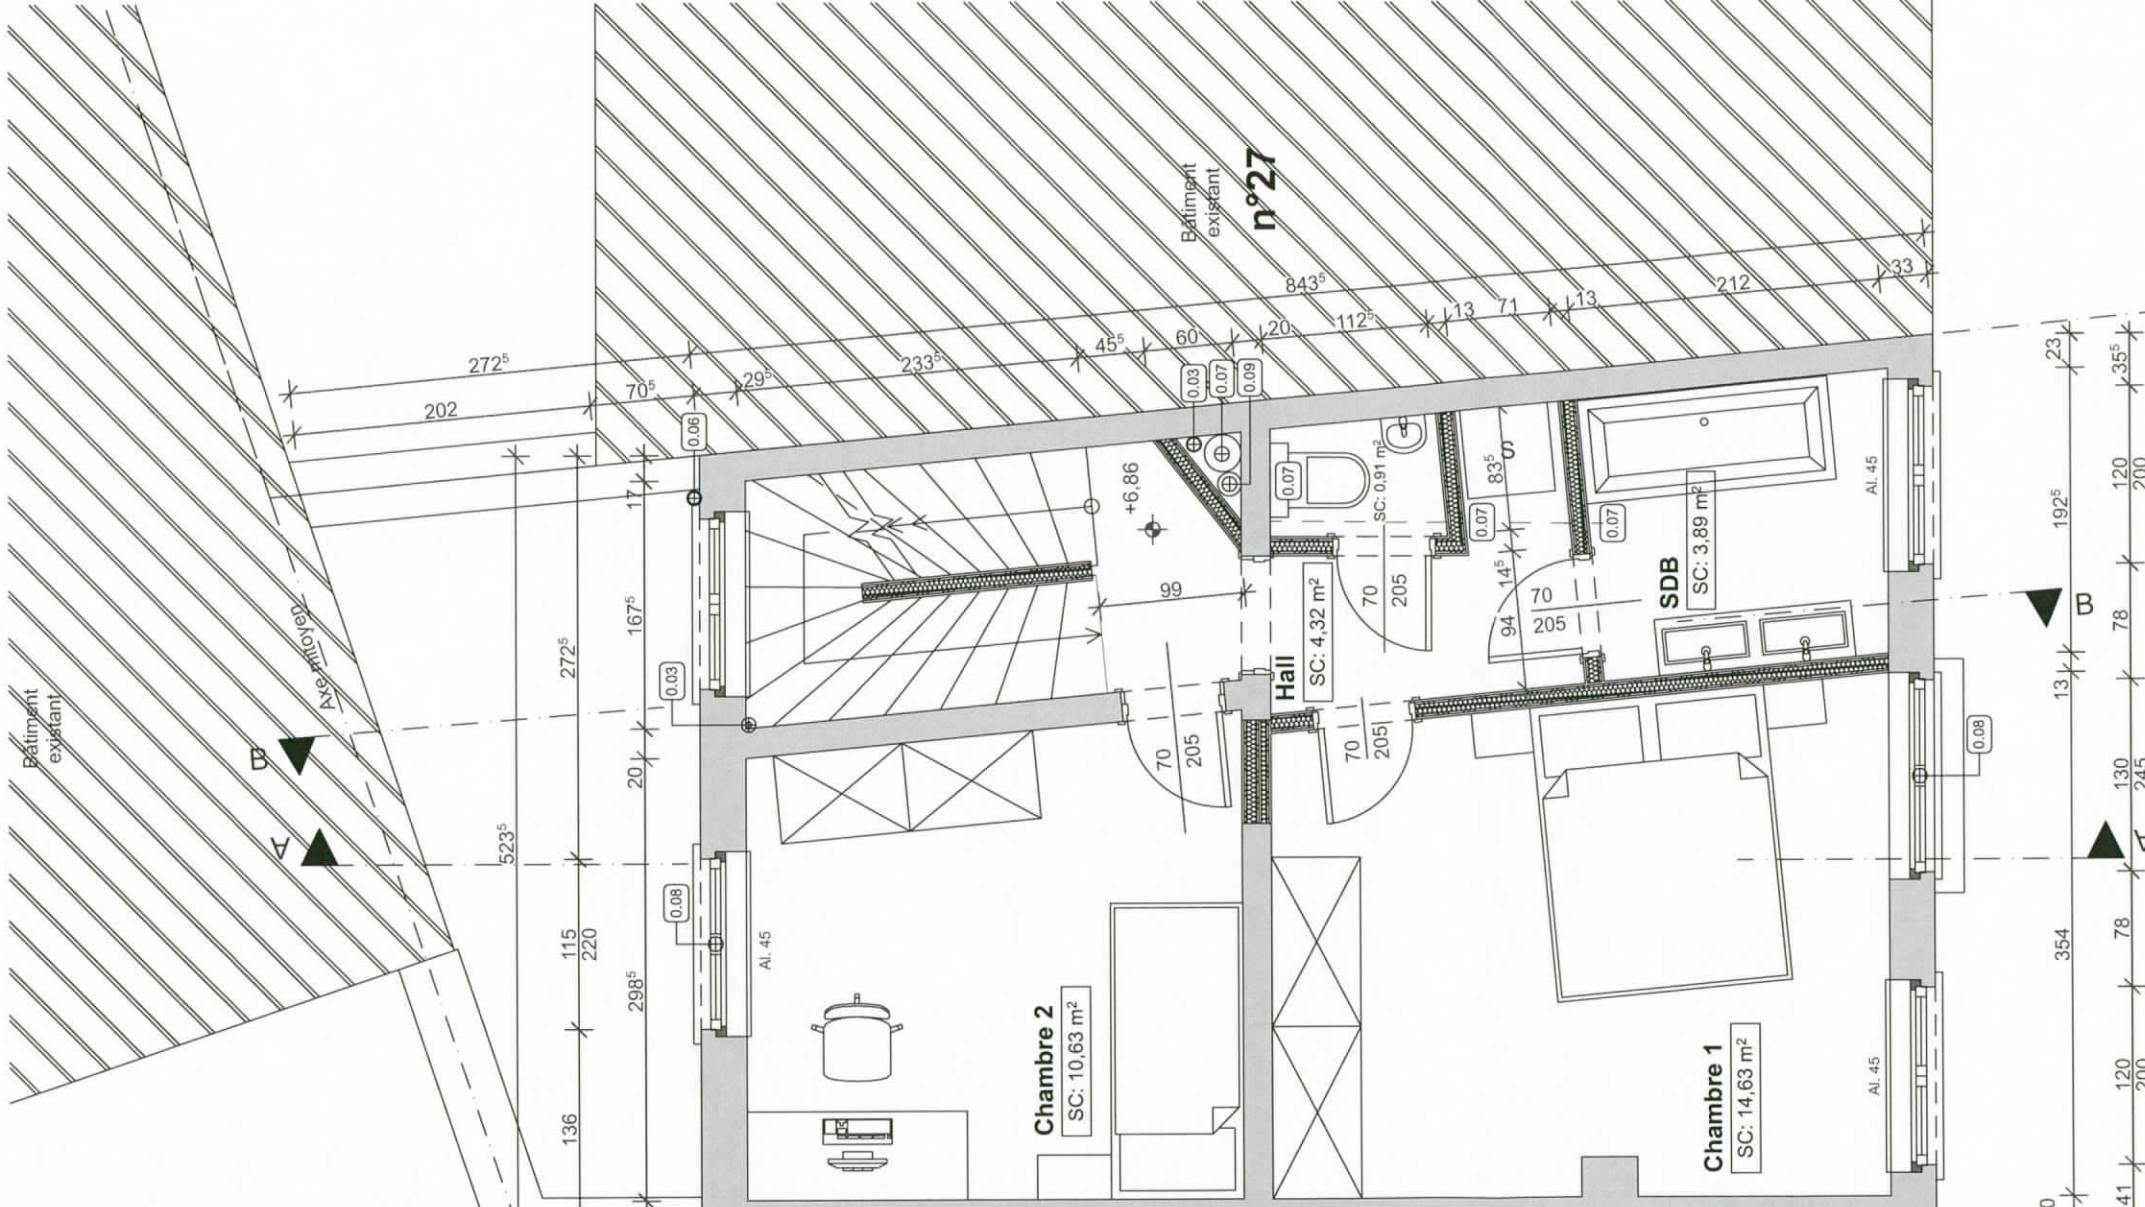 Bâtiment
existant
n°27
843⁵
272⁵
233⁵
45⁵
60
20
112⁵
13
71
13
212
33
202
70⁵
29⁵
0.06
0.03
0.07
0.09
17
167⁵
272⁵
523⁵
20
115
220
298⁵
136
0.03
0.08
Axe mitoyen
Bâtiment
existant
B
A
+6,86
99
0.07
SC: 0,91 m²
S
83⁵
0.07
0.07
14⁵
94
70
205
70
205
70
205
70
205
Hall
SC: 4,32 m²
SDB
SC: 3,89 m²
Al. 45
Al. 45
Al. 45
Chambre 2
SC: 10,63 m²
Chambre 1
SC: 14,63 m²
0.08
B
A
23
192⁵
13
354
35⁵
120
200
78
130
245
78
120
200
41